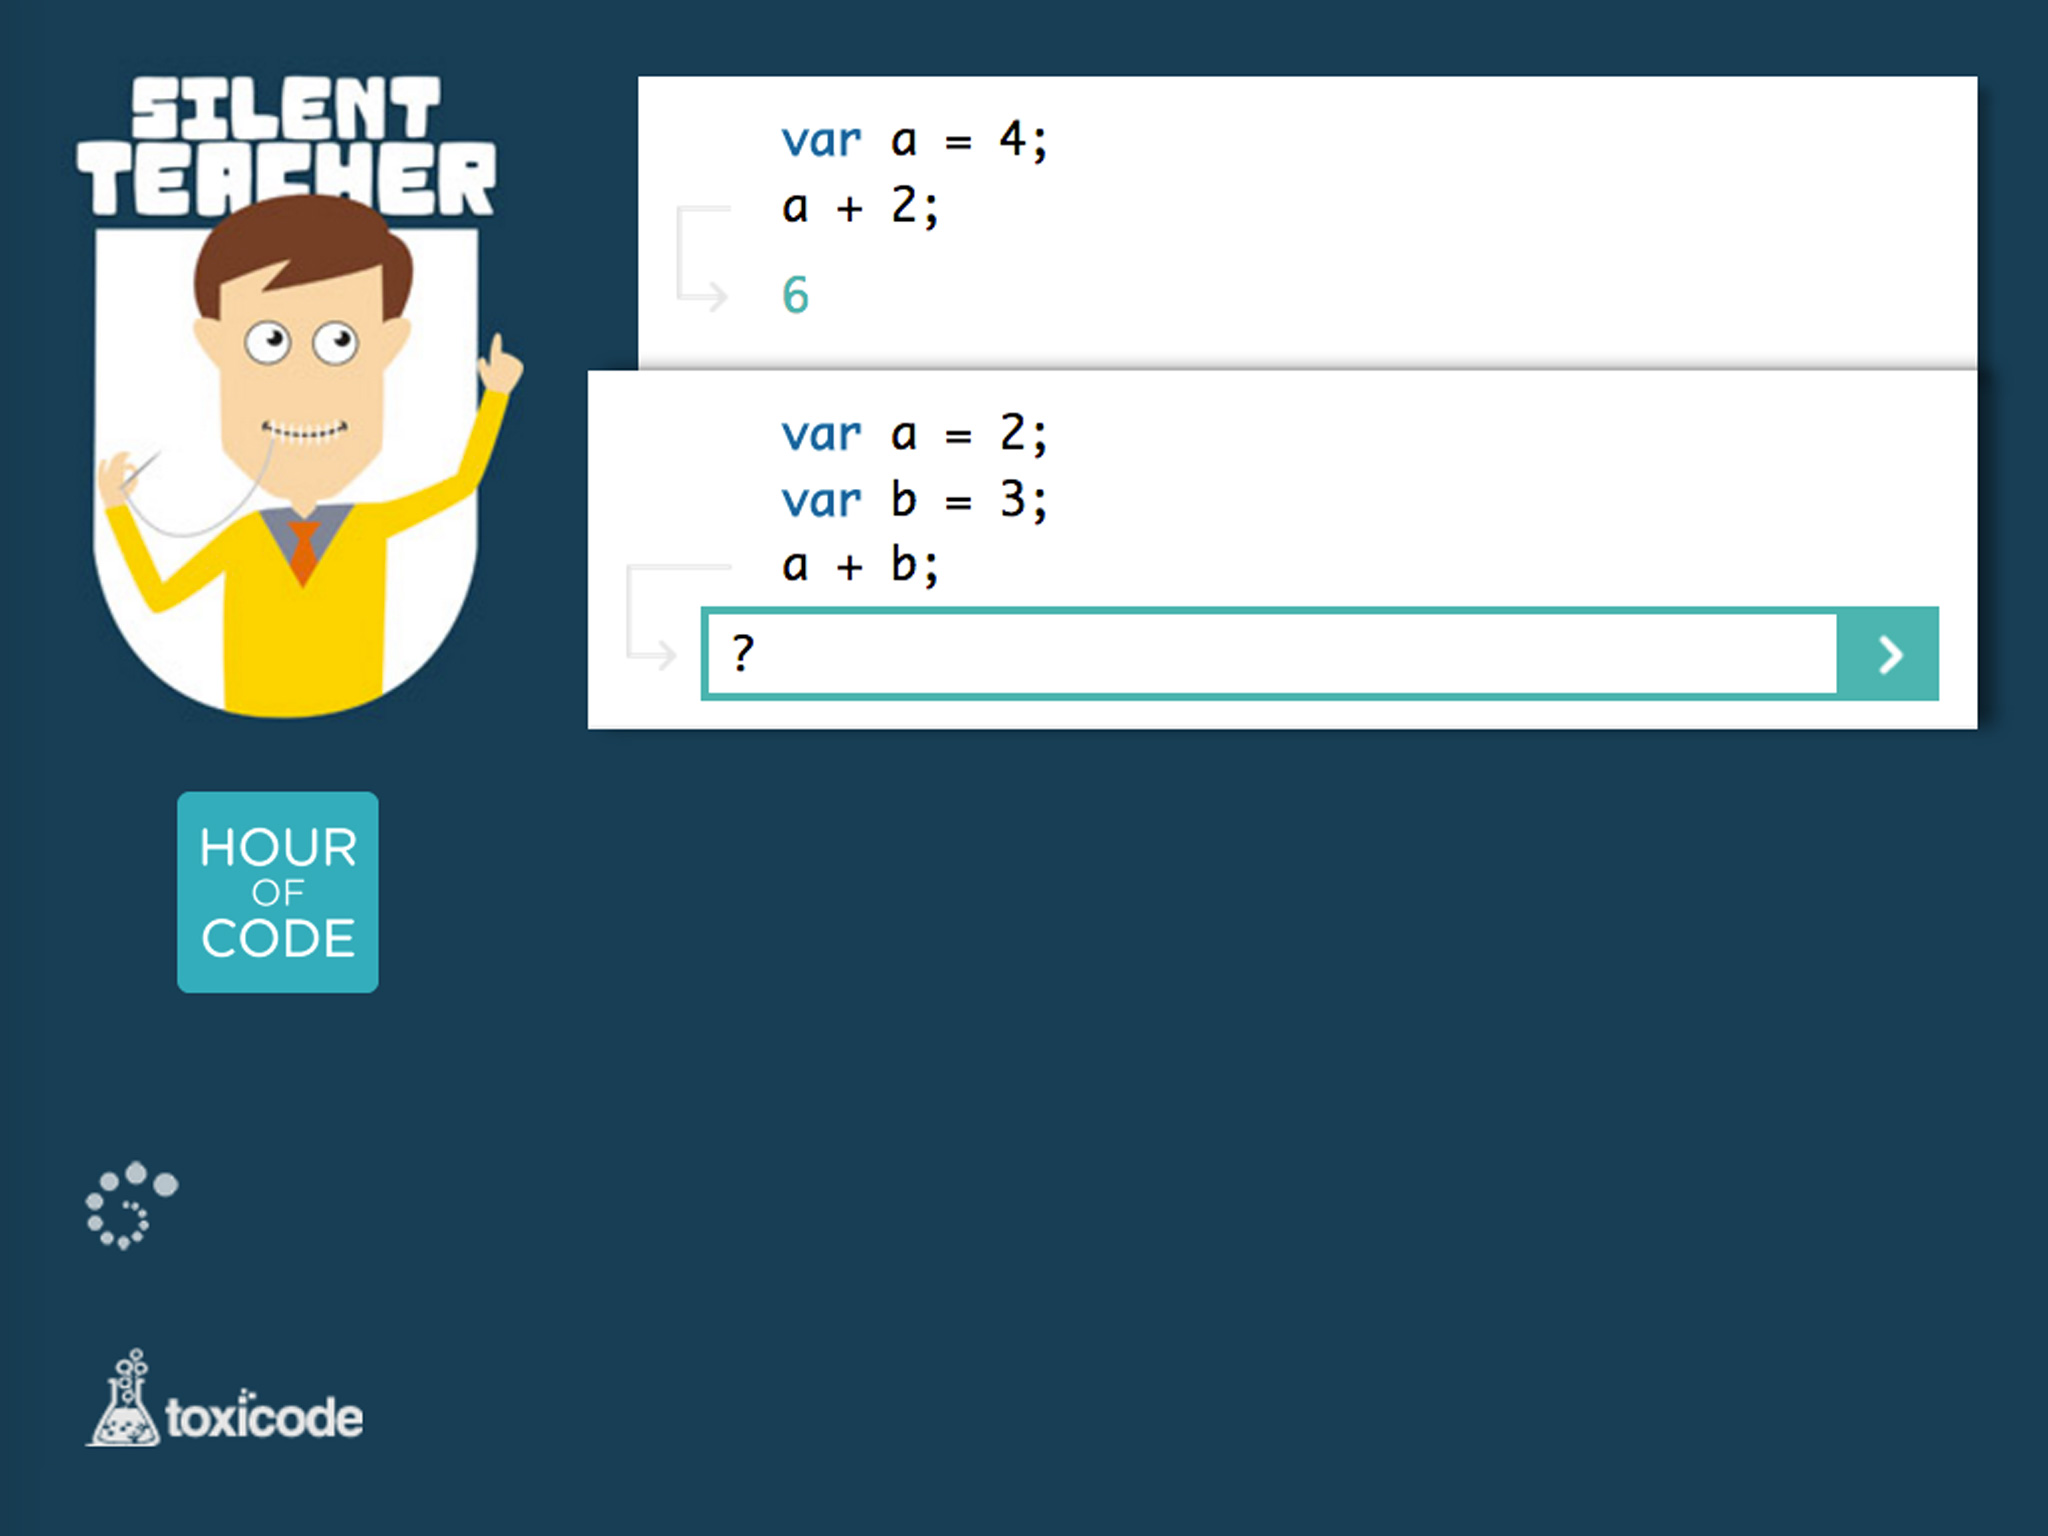 SILENT
TEACHER
var a = 4;
a + 2;
6
var a = 2;
var b = 3;
a + b;
?
HOUR
OF
CODE
toxicode